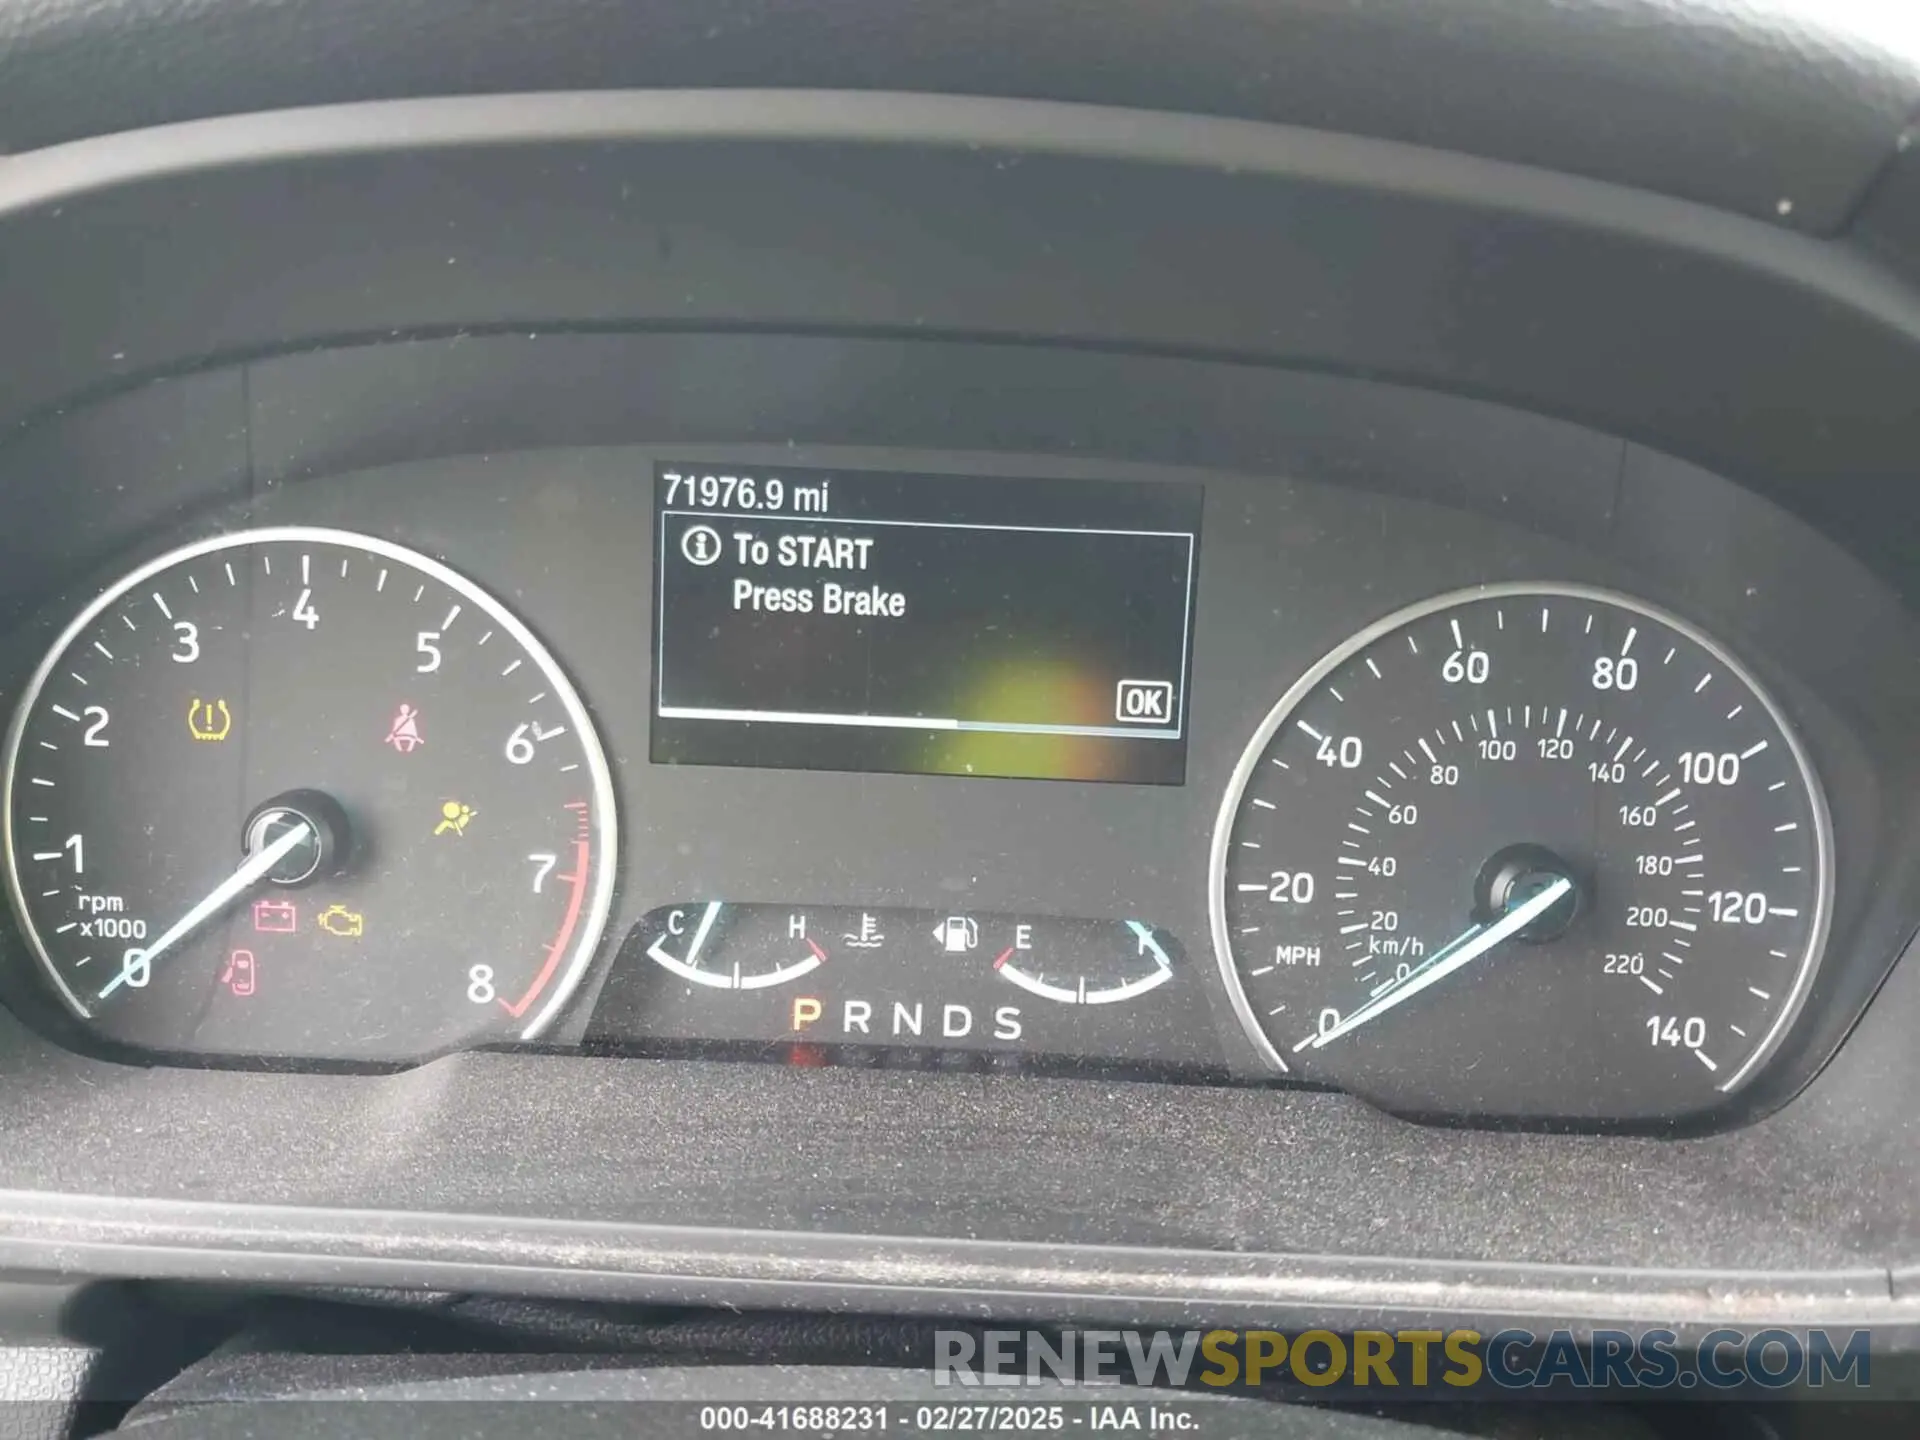 71976.9 mi
To START
Press Brake
OK
0 1 2 3 4 5 6 7 8
rpm
x1000
C H E
P R N D S
0 20 40 60 80 100 120 140
MPH
0 20 40 60 80 100 120 140 160 180 200 220
km/h
RENEWSPORTSCARS.COM
000-41688231 - 02/27/2025 - IAA Inc.